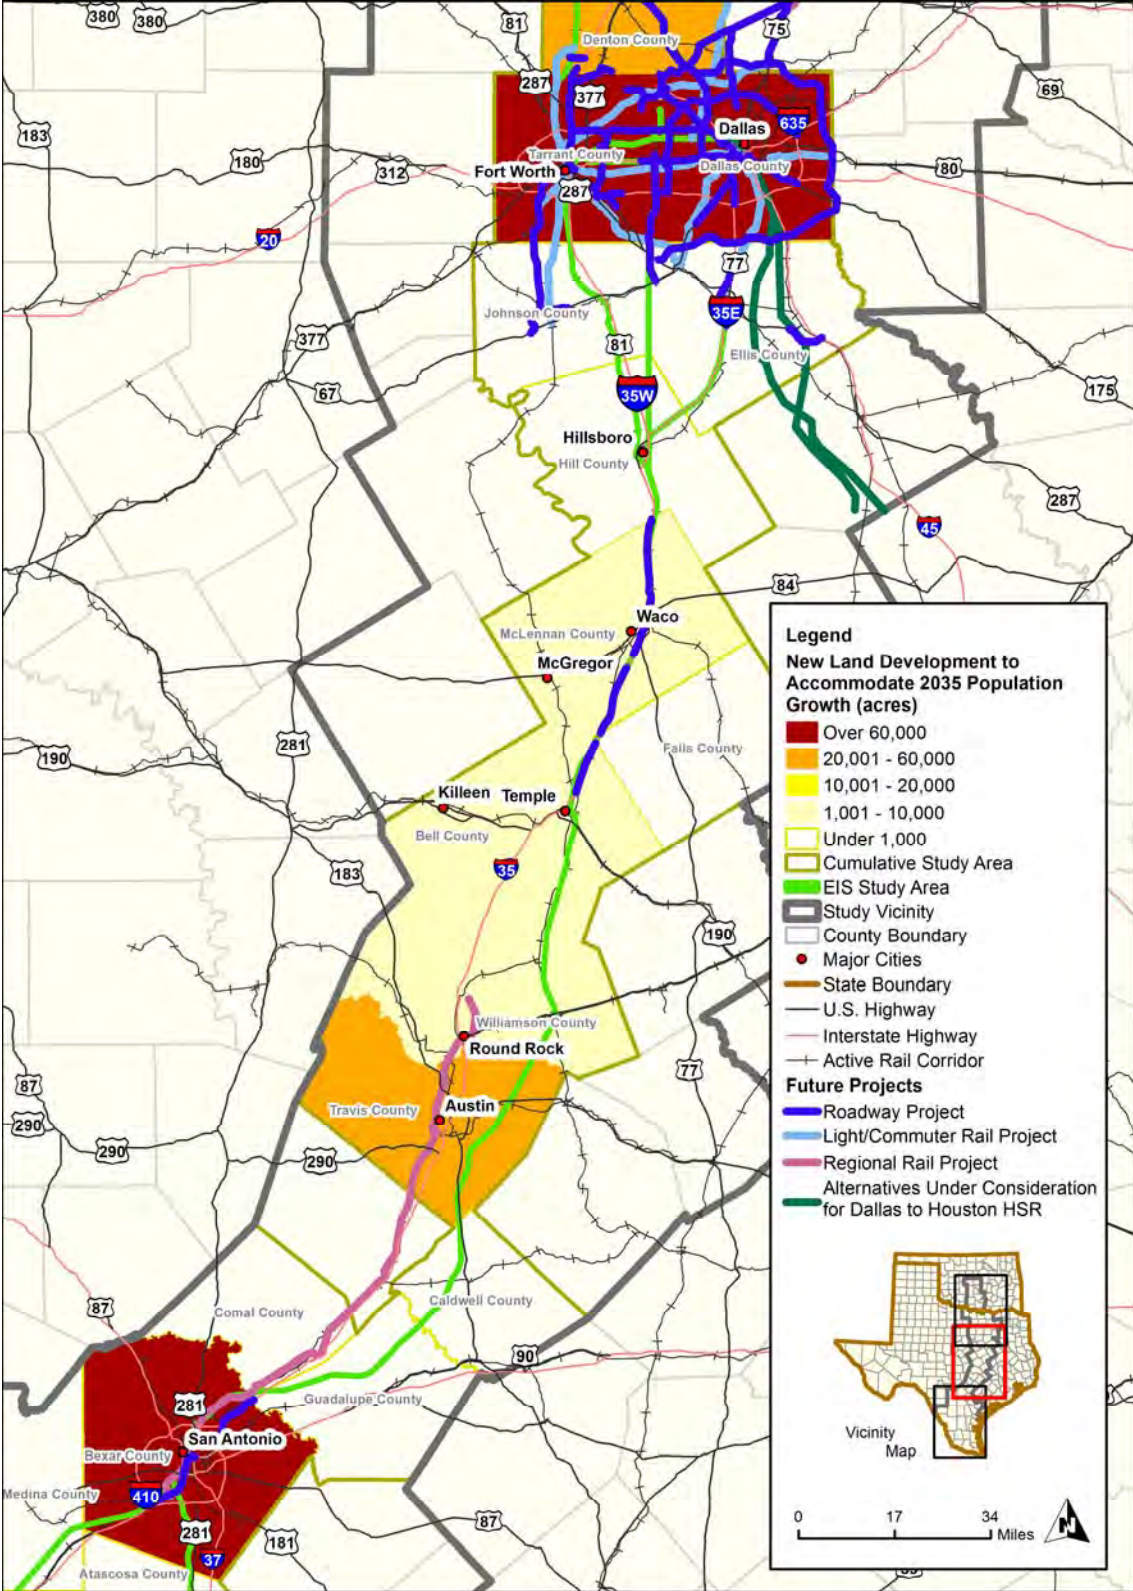 380
380
81
Denton County
75
287
377
69
183
635
Dallas
180
312
Tarrant County
Fort Worth
Dallas County
80
287
20
77
Johnson County
35E
377
81
Ellis County
67
35W
175
Hillsboro
Hill County
287
45
84
Waco
McLennan County
McGregor
281
190
Falls County
Killeen
Temple
Bell County
35
183
190
Williamson County
Round Rock
77
87
Travis County
Austin
290
290
290
Comal County
87
Caldwell County
90
281
Guadalupe County
San Antonio
Bexar County
Medina County
410
281
87
181
37
Atascosa County
Legend
New Land Development to
Accommodate 2035 Population
Growth (acres)
Over 60,000
20,001 - 60,000
10,001 - 20,000
1,001 - 10,000
Under 1,000
Cumulative Study Area
EIS Study Area
Study Vicinity
County Boundary
Major Cities
State Boundary
U.S. Highway
Interstate Highway
Active Rail Corridor
Future Projects
Roadway Project
Light/Commuter Rail Project
Regional Rail Project
Alternatives Under Consideration
for Dallas to Houston HSR
Vicinity
Map
0 17 34
Miles
N